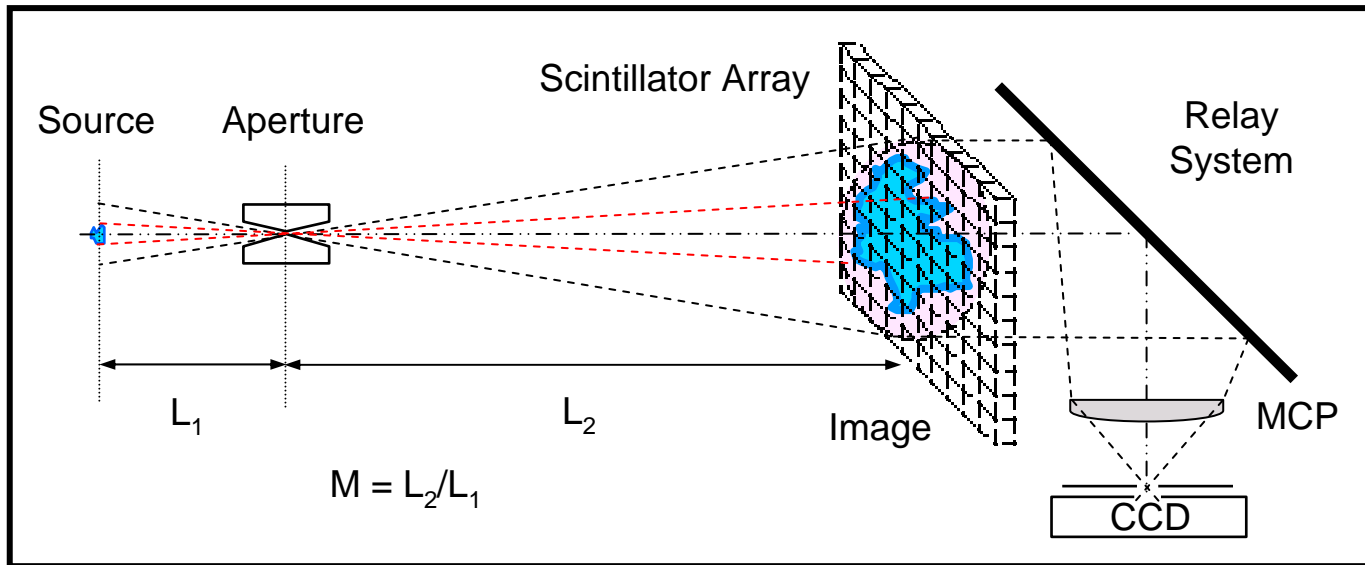 Scintillator Array
Source
Aperture
Relay
System
L₁
L₂
Image
MCP
M = L₂/L₁
CCD